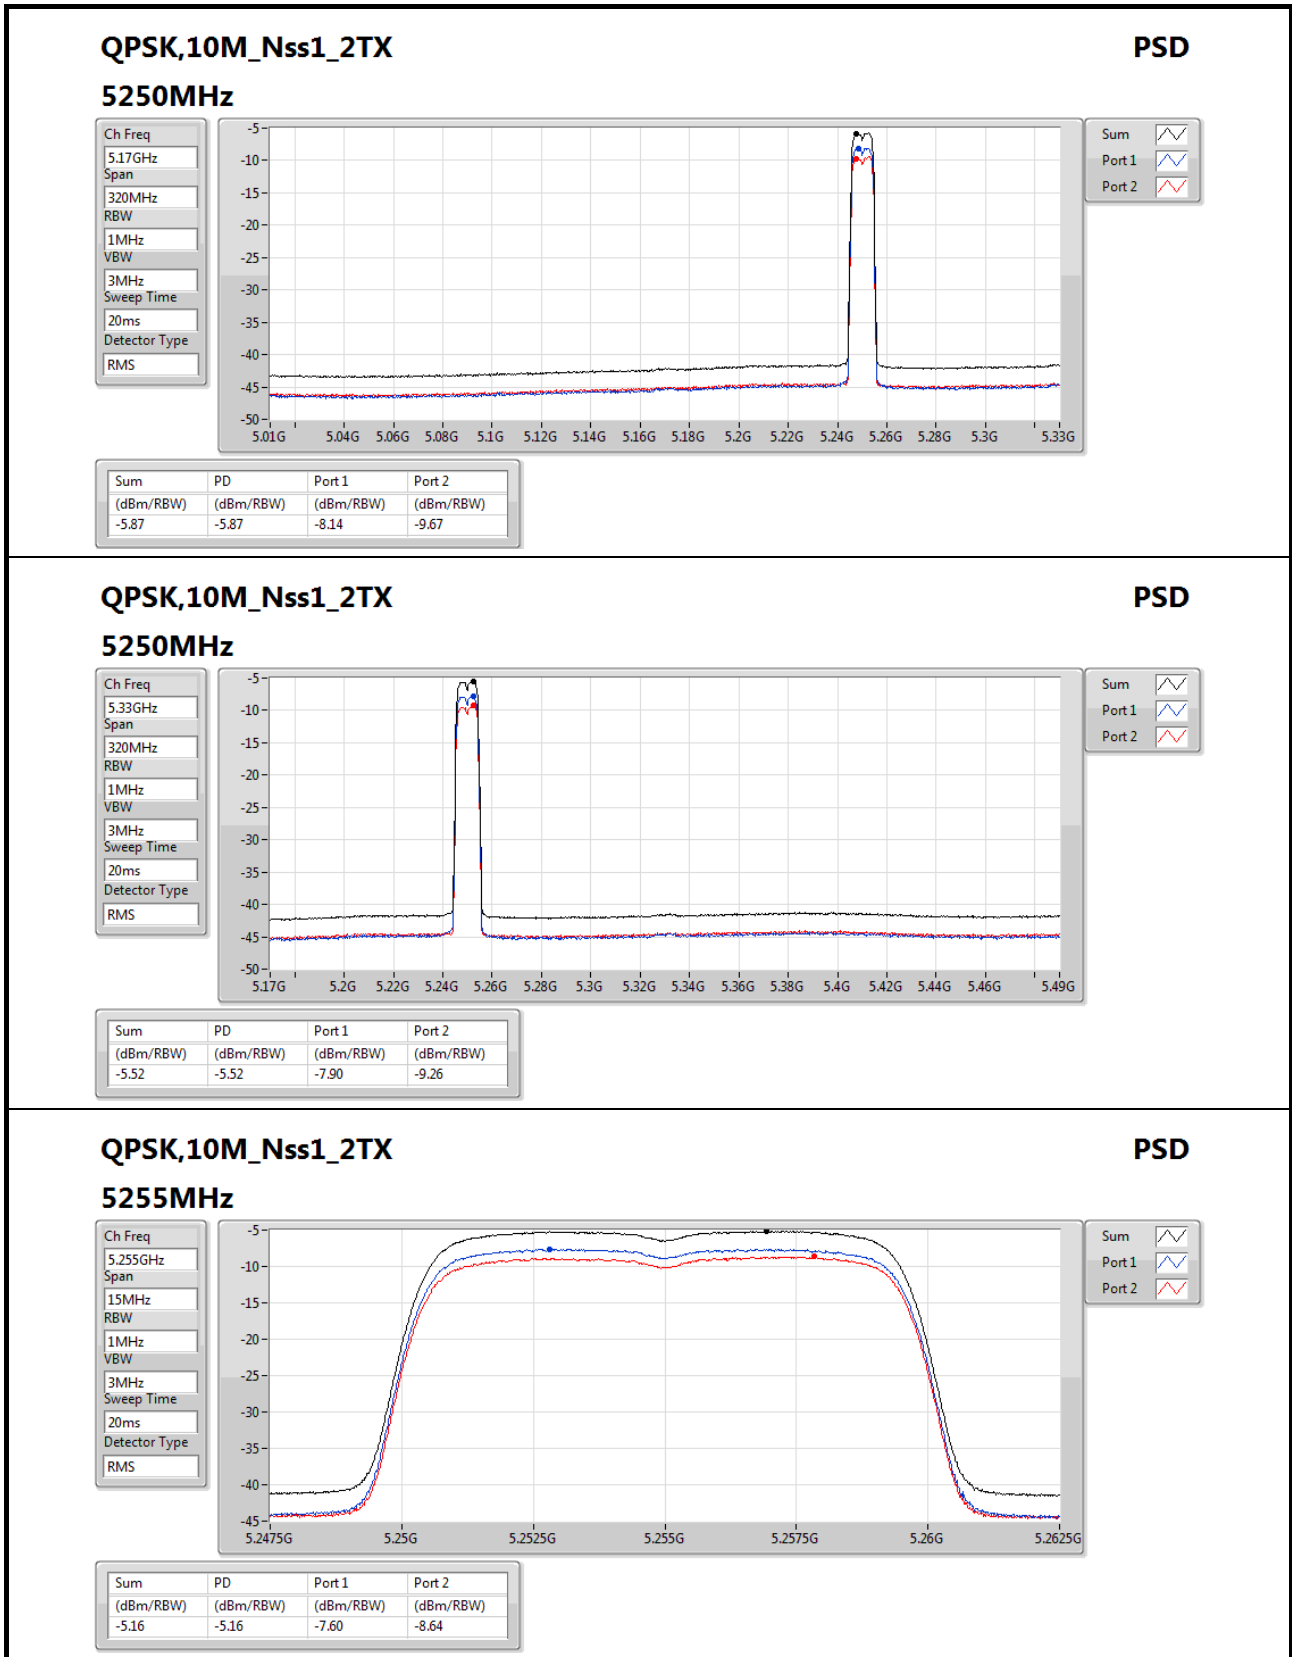 QPSK,10M_Nss1_2TX PSD
5250MHz
Ch Freq
5.17GHz
Span
320MHz
RBW
1MHz
VBW
3MHz
Sweep Time
20ms
Detector Type
RMS
-5
-10
-15
-20
-25
-30
-35
-40
-45
-50
5.01G 5.04G 5.06G 5.08G 5.1G 5.12G 5.14G 5.16G 5.18G 5.2G 5.22G 5.24G 5.26G 5.28G 5.3G 5.33G
Sum
Port 1
Port 2
Sum PD Port 1 Port 2
(dBm/RBW) (dBm/RBW) (dBm/RBW) (dBm/RBW)
-5.87 -5.87 -8.14 -9.67
QPSK,10M_Nss1_2TX PSD
5250MHz
Ch Freq
5.33GHz
Span
320MHz
RBW
1MHz
VBW
3MHz
Sweep Time
20ms
Detector Type
RMS
-5
-10
-15
-20
-25
-30
-35
-40
-45
-50
5.17G 5.2G 5.22G 5.24G 5.26G 5.28G 5.3G 5.32G 5.34G 5.36G 5.38G 5.4G 5.42G 5.44G 5.46G 5.49G
Sum
Port 1
Port 2
Sum PD Port 1 Port 2
(dBm/RBW) (dBm/RBW) (dBm/RBW) (dBm/RBW)
-5.52 -5.52 -7.90 -9.26
QPSK,10M_Nss1_2TX PSD
5255MHz
Ch Freq
5.255GHz
Span
15MHz
RBW
1MHz
VBW
3MHz
Sweep Time
20ms
Detector Type
RMS
-5
-10
-15
-20
-25
-30
-35
-40
-45
5.2475G 5.25G 5.2525G 5.255G 5.2575G 5.26G 5.2625G
Sum
Port 1
Port 2
Sum PD Port 1 Port 2
(dBm/RBW) (dBm/RBW) (dBm/RBW) (dBm/RBW)
-5.16 -5.16 -7.60 -8.64